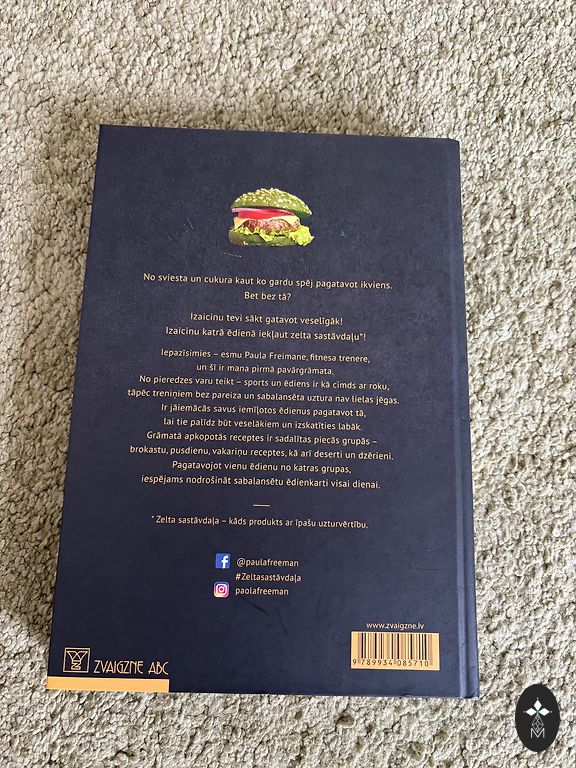 No sviesta un cukura kaut ko gardu spēj pagatavot ikviens.
Bet bez tā?
Izaicinu tevi sākt gatavot veselīgāk!
Izaicinu katrā ēdienā iekļaut zelta sastāvdaļu*!
Iepazīsimies – esmu Paula Freimane, fitnesa trenere,
un šī ir mana pirmā pavārgrāmata.
No pieredzes varu teikt – sports un ēdiens ir kā cimds ar roku,
tāpēc treniņiem bez pareiza un sabalansēta uztura nav lielas jēgas.
Ir jāiemācās savus iemīļotos ēdienus pagatavot tā,
lai tie palīdz būt veselākiem un izskatīties labāk.
Grāmatā apkopotās receptes ir sadalītas piecās grupās –
brokastu, pusdienu, vakariņu receptes, kā arī deserti un dzērieni.
Pagatavojot vienu ēdienu no katras grupas,
iespējams nodrošināt sabalansētu ēdienkarti visai dienai.
* Zelta sastāvdaļa – kāds produkts ar īpašu uzturvērtību.
@paulafreeman
#Zeltasastāvdaļa
paolafreeman
www.zvaigzne.lv
9 789934 085710
ZVAIGZNE ABC
M